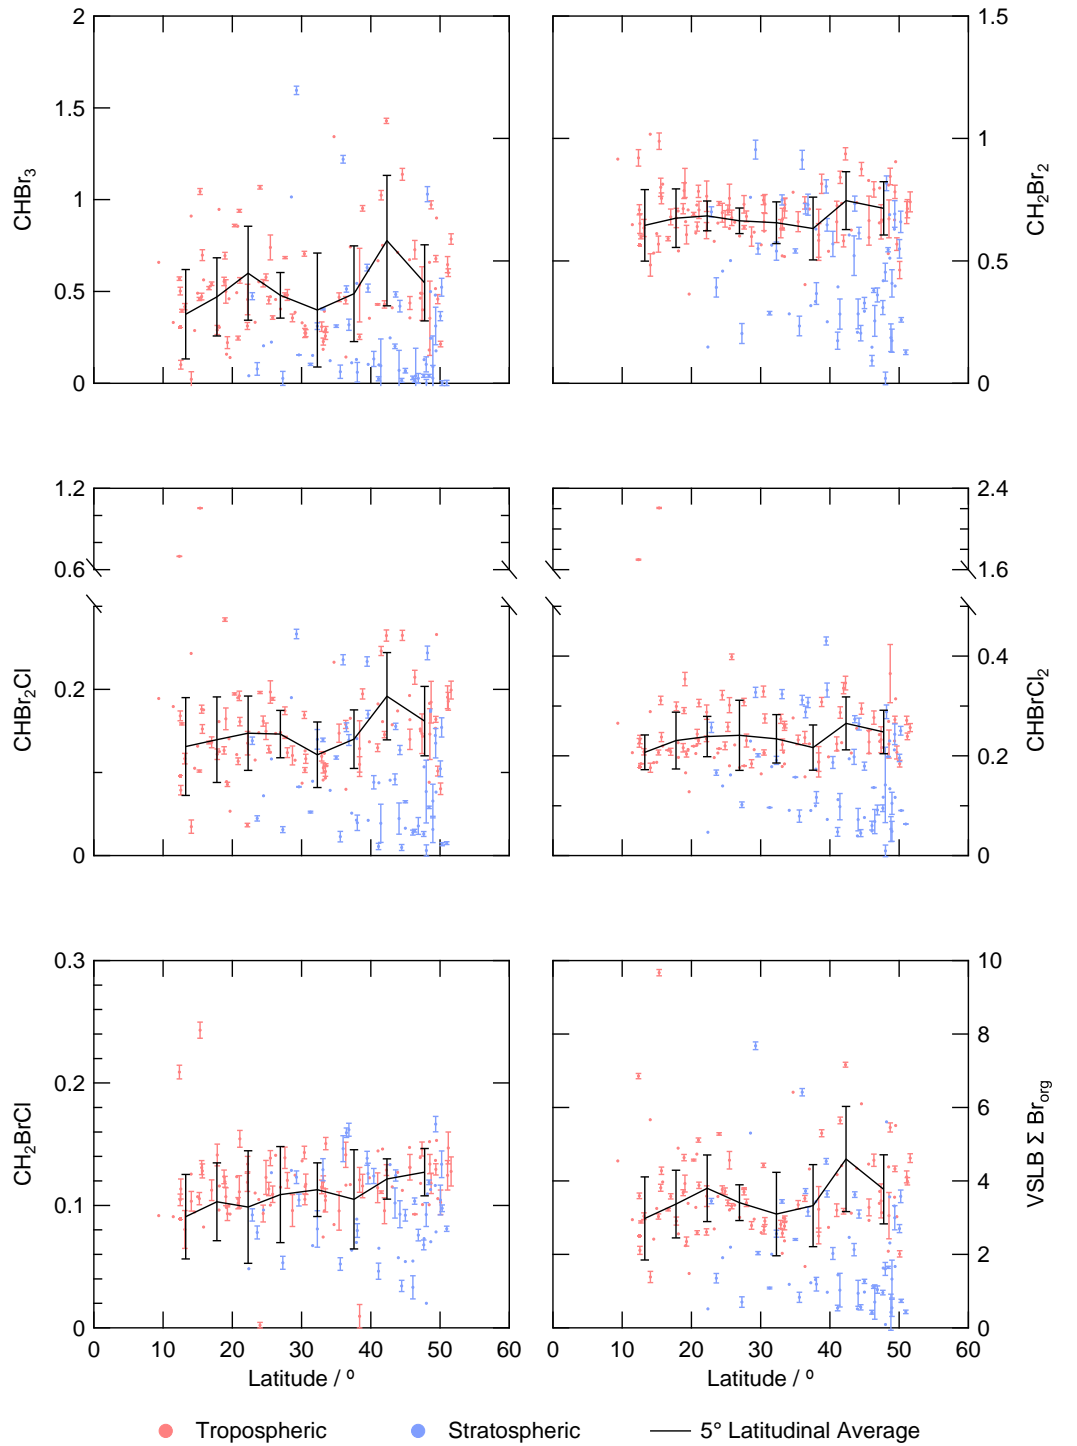 2
1.5
1
0.5
0
CHBr₃
1.5
1
0.5
0
CH₂Br₂
1.2
0.6
0.2
0
CHBr₂Cl
2.4
1.6
0.4
0.2
0
CHBrCl₂
0.3
0.2
0.1
0
CH₂BrCl
10
8
6
4
2
0
VSLB Σ Br_org
0 10 20 30 40 50 60
Latitude / º
0 10 20 30 40 50 60
Latitude / º
Tropospheric Stratospheric 5° Latitudinal Average